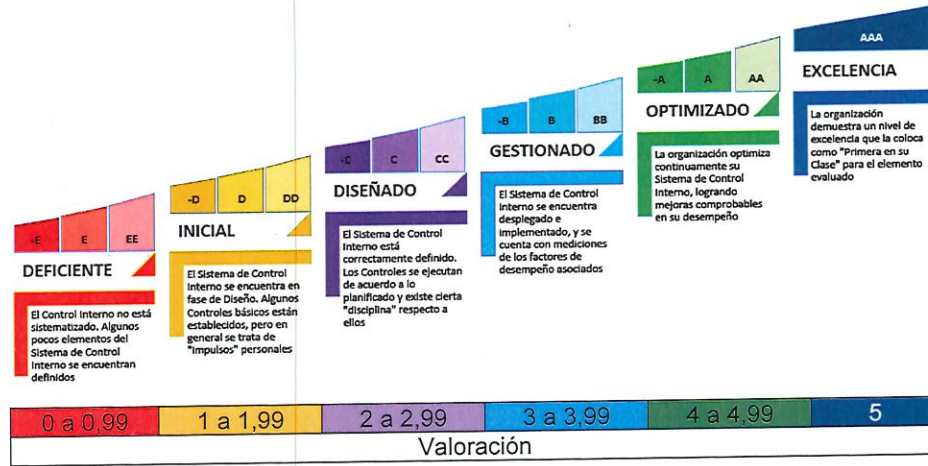 -E E EE
DEFICIENTE
El Control Interno no está
sistematizado. Algunos
pocos elementos del
Sistema de Control
Interno se encuentran
definidos
-D D DD
INICIAL
El Sistema de Control
Interno se encuentra en
fase de Diseño. Algunos
Controles básicos están
establecidos, pero en
general se trata de
"impulsos" personales
-C C CC
DISEÑADO
El Sistema de Control
Interno está
correctamente definido.
Los Controles se ejecutan
de acuerdo a lo
planificado y existe cierta
"disciplina" respecto a
ellos
-B B BB
GESTIONADO
El Sistema de Control
Interno se encuentra
desplegado e
implementado, y se
cuenta con mediciones
de los factores de
desempeño asociados
-A A AA
OPTIMIZADO
La organización optimiza
continuamente su
Sistema de Control
Interno, logrando
mejoras comprobables
en su desempeño
AAA
EXCELENCIA
La organización
demuestra un nivel de
excelencia que la coloca
como "Primera en su
Clase" para el elemento
evaluado
0 a 0,99 1 a 1,99 2 a 2,99 3 a 3,99 4 a 4,99 5
Valoración